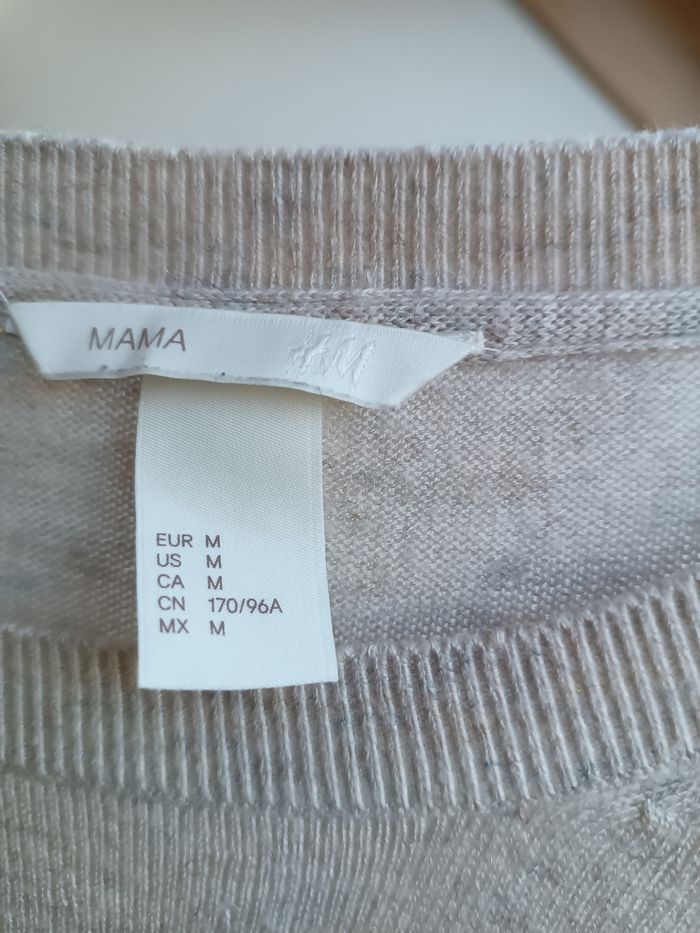 MAMA H&M
EUR M
US M
CA M
CN 170/96A
MX M